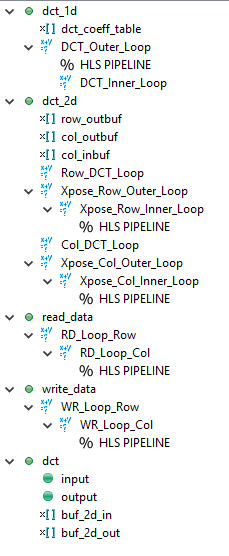 dct_1d
x[] dct_coeff_table
DCT_Outer_Loop
% HLS PIPELINE
DCT_Inner_Loop
dct_2d
x[] row_outbuf
x[] col_outbuf
x[] col_inbuf
Row_DCT_Loop
Xpose_Row_Outer_Loop
Xpose_Row_Inner_Loop
% HLS PIPELINE
Col_DCT_Loop
Xpose_Col_Outer_Loop
Xpose_Col_Inner_Loop
% HLS PIPELINE
read_data
RD_Loop_Row
RD_Loop_Col
% HLS PIPELINE
write_data
WR_Loop_Row
WR_Loop_Col
% HLS PIPELINE
dct
input
output
x[] buf_2d_in
x[] buf_2d_out